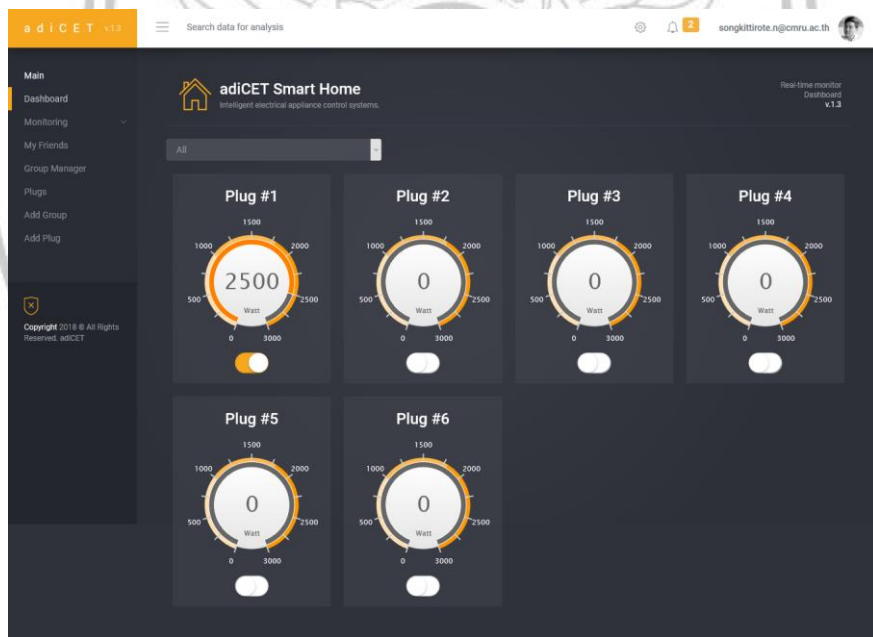 adiCET v.1.3
Search data for analysis
2
songkittirote.n@cmru.ac.th
Main
Dashboard
Monitoring
My Friends
Group Manager
Plugs
Add Group
Add Plug
Copyright 2018 © All Rights
Reserved. adiCET
adiCET Smart Home
Intelligent electrical appliance control systems.
Real-time monitor
Dashboard
v.1.3
All
Plug #1
1500
1000 2000
2500
500 2500
Watt
0 3000
Plug #2
1500
1000 2000
0
500 2500
Watt
0 3000
Plug #3
1500
1000 2000
0
500 2500
Watt
0 3000
Plug #4
1500
1000 2000
0
500 2500
Watt
0 3000
Plug #5
1500
1000 2000
0
500 2500
Watt
0 3000
Plug #6
1500
1000 2000
0
500 2500
Watt
0 3000